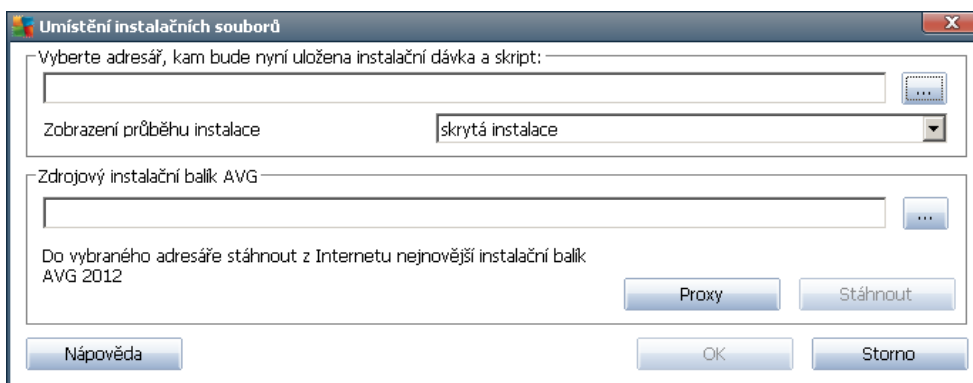 Umístění instalačních souborů
Vyberte adresář, kam bude nyní uložena instalační dávka a skript:
...
Zobrazení průběhu instalace skrytá instalace
Zdrojový instalační balík AVG
...
Do vybraného adresáře stáhnout z Internetu nejnovější instalační balík
AVG 2012
Proxy Stáhnout
Nápověda OK Storno